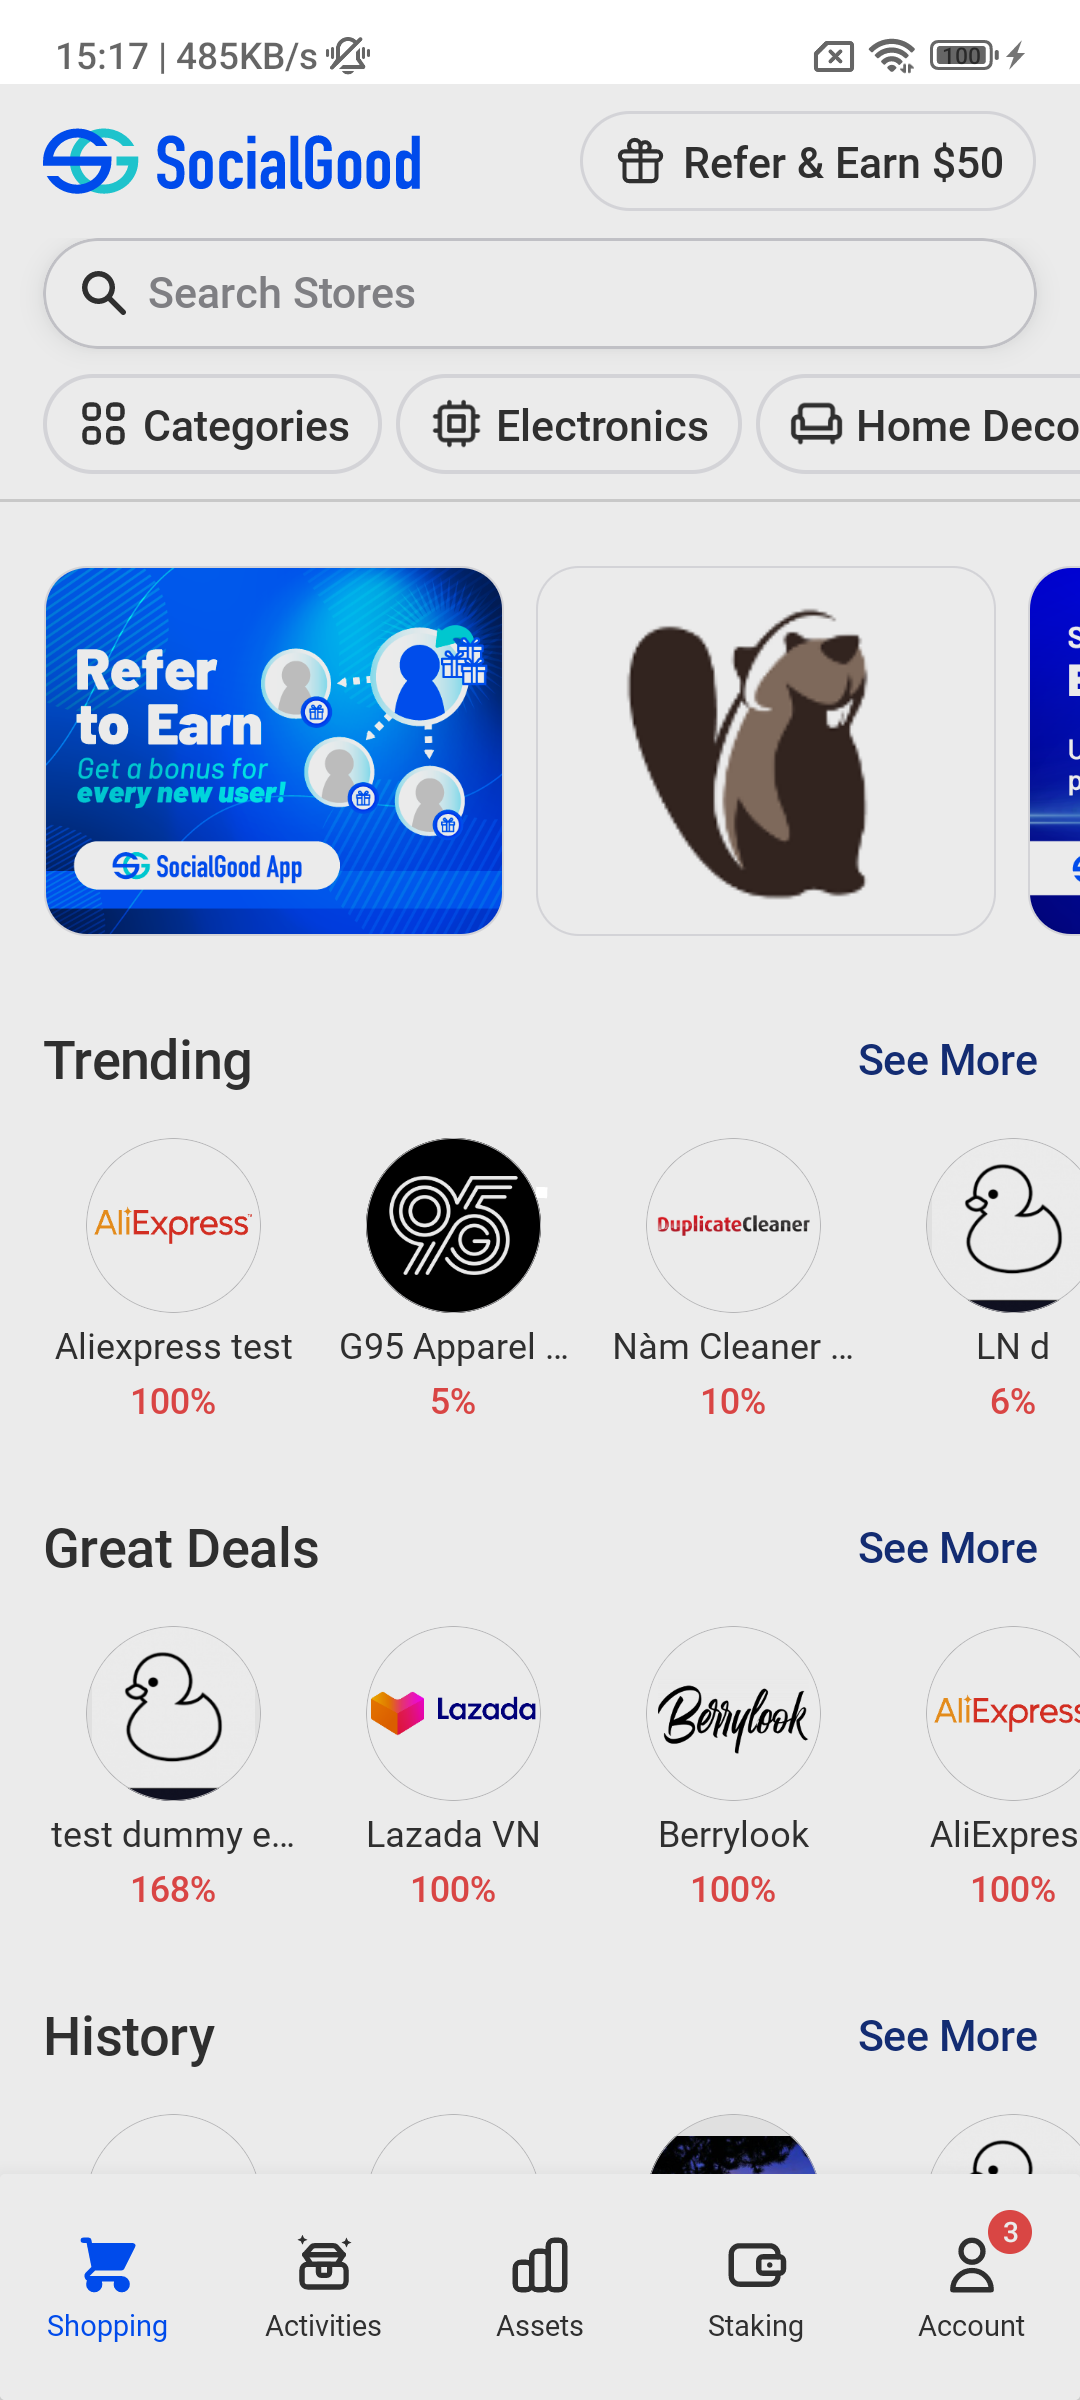 15:17 | 485KB/s
100
SocialGood
Refer & Earn $50
Search Stores
Categories
Electronics
Home Deco
Refer
to Earn
Get a bonus for
every new user!
SocialGood App
Trending
See More
AliExpress
95
G
DuplicateCleaner
Aliexpress test
G95 Apparel ...
Nàm Cleaner ...
LN d
100%
5%
10%
6%
Great Deals
See More
Lazada
Berrylook
AliExpress
test dummy e...
Lazada VN
Berrylook
AliExpres
168%
100%
100%
100%
History
See More
3
Shopping
Activities
Assets
Staking
Account